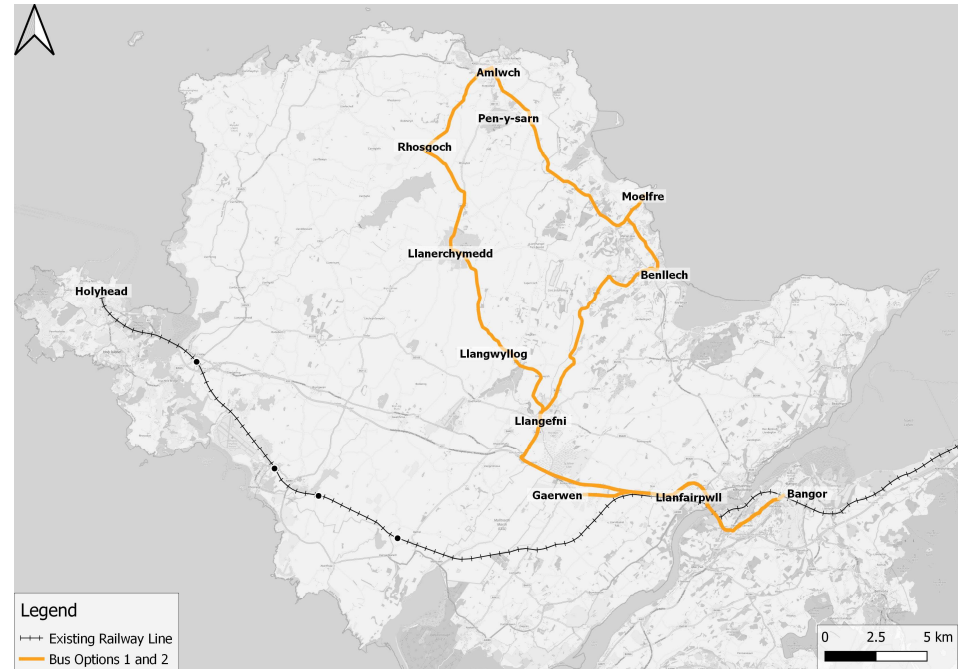 Amlwch
Pen-y-sarn
Rhosgoch
Moelfre
Llanerchymedd
Benllech
Holyhead
Llangwyllog
Llangefni
Gaerwen
Llanfairpwll
Bangor
Legend
Existing Railway Line
Bus Options 1 and 2
0 2.5 5 km